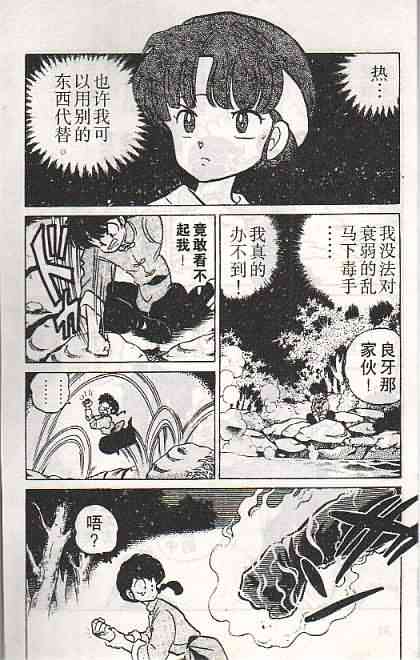 热…
也许我可
以用别的
东西代替。
我没法对
衰弱的乱
马下毒手
……
我真的
办不到！
良牙那
家伙！
竟敢看不
起我！
……
唔？